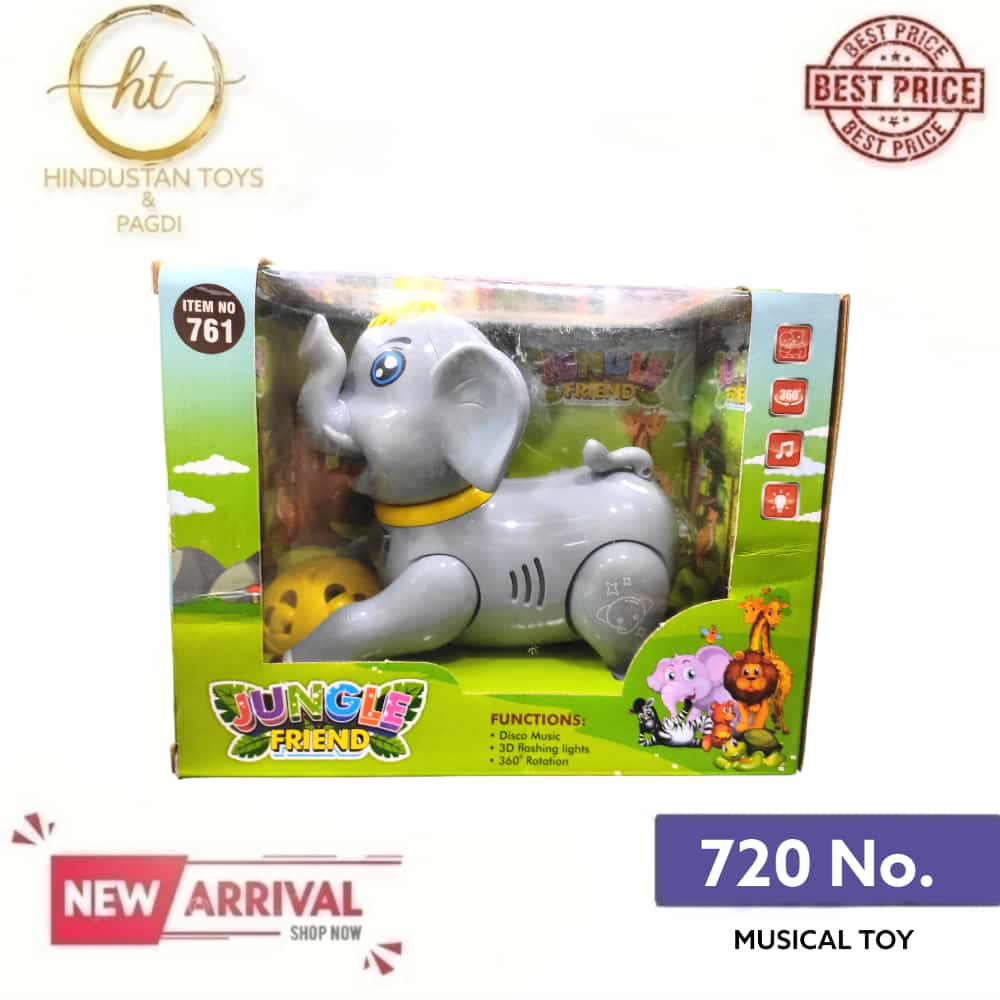 ht
HINDUSTAN TOYS
&
PAGDI
BEST PRICE
BEST PRICE
BEST PRICE
ITEM NO
761
JUNGLE
FRIEND
360°
JUNGLE
FRIEND
FUNCTIONS:
• Disco Music
• 3D flashing lights
• 360° Rotation
NEW ARRIVAL
SHOP NOW
720 No.
MUSICAL TOY